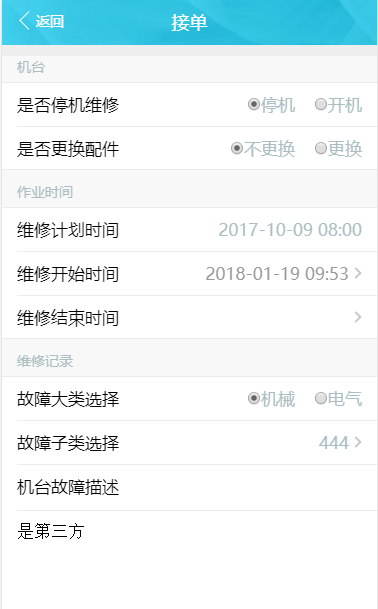 返回 接单
机台
是否停机维修 停机 开机
是否更换配件 不更换 更换
作业时间
维修计划时间 2017-10-09 08:00
维修开始时间 2018-01-19 09:53
维修结束时间
维修记录
故障大类选择 机械 电气
故障子类选择 444
机台故障描述
是第三方